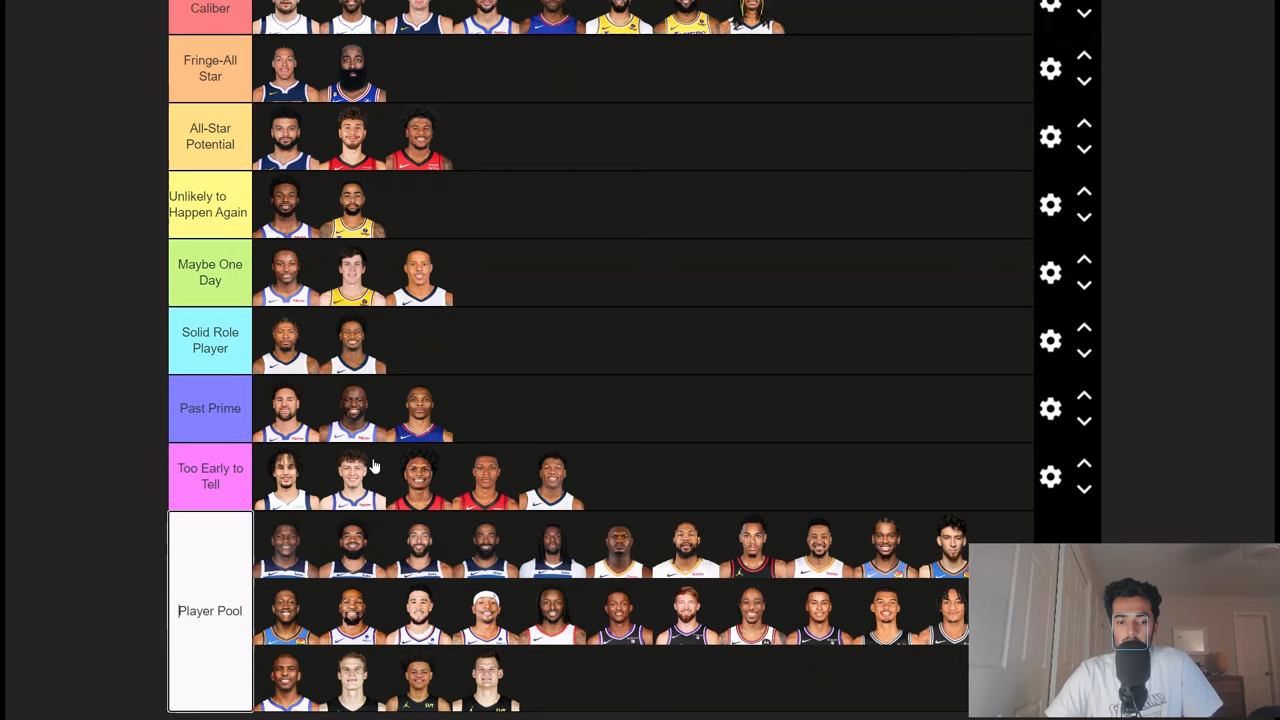 Caliber
Fringe-All
Star
All-Star
Potential
Unlikely to
Happen Again
Maybe One
Day
Solid Role
Player
Past Prime
Too Early to
Tell
Player Pool